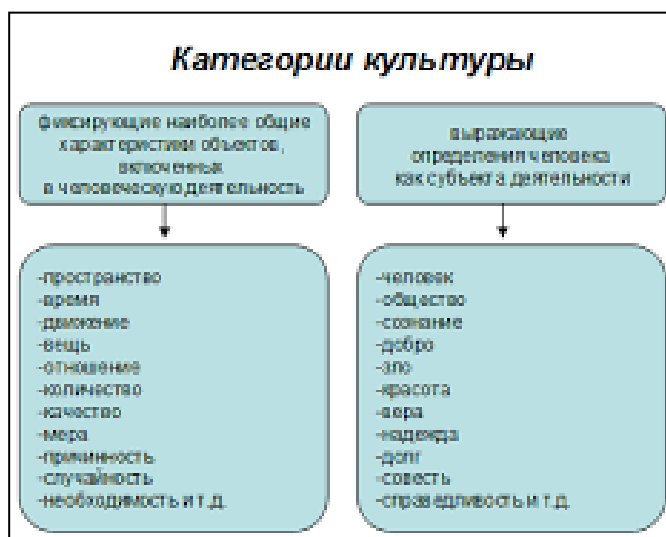 Категории культуры
фиксирующие наиболее общие
характеристики объектов,
включенных
в человеческую деятельность
выражающие
определения человека
как субъекта деятельности
-пространство
-время
-движение
-вещь
-отношение
-количество
-качество
-мера
-причинность
-случайность
-необходимость и т.д.
-человек
-общество
-сознание
-добро
-зло
-красота
-вера
-надежда
-долг
-совесть
-справедливость и т.д.